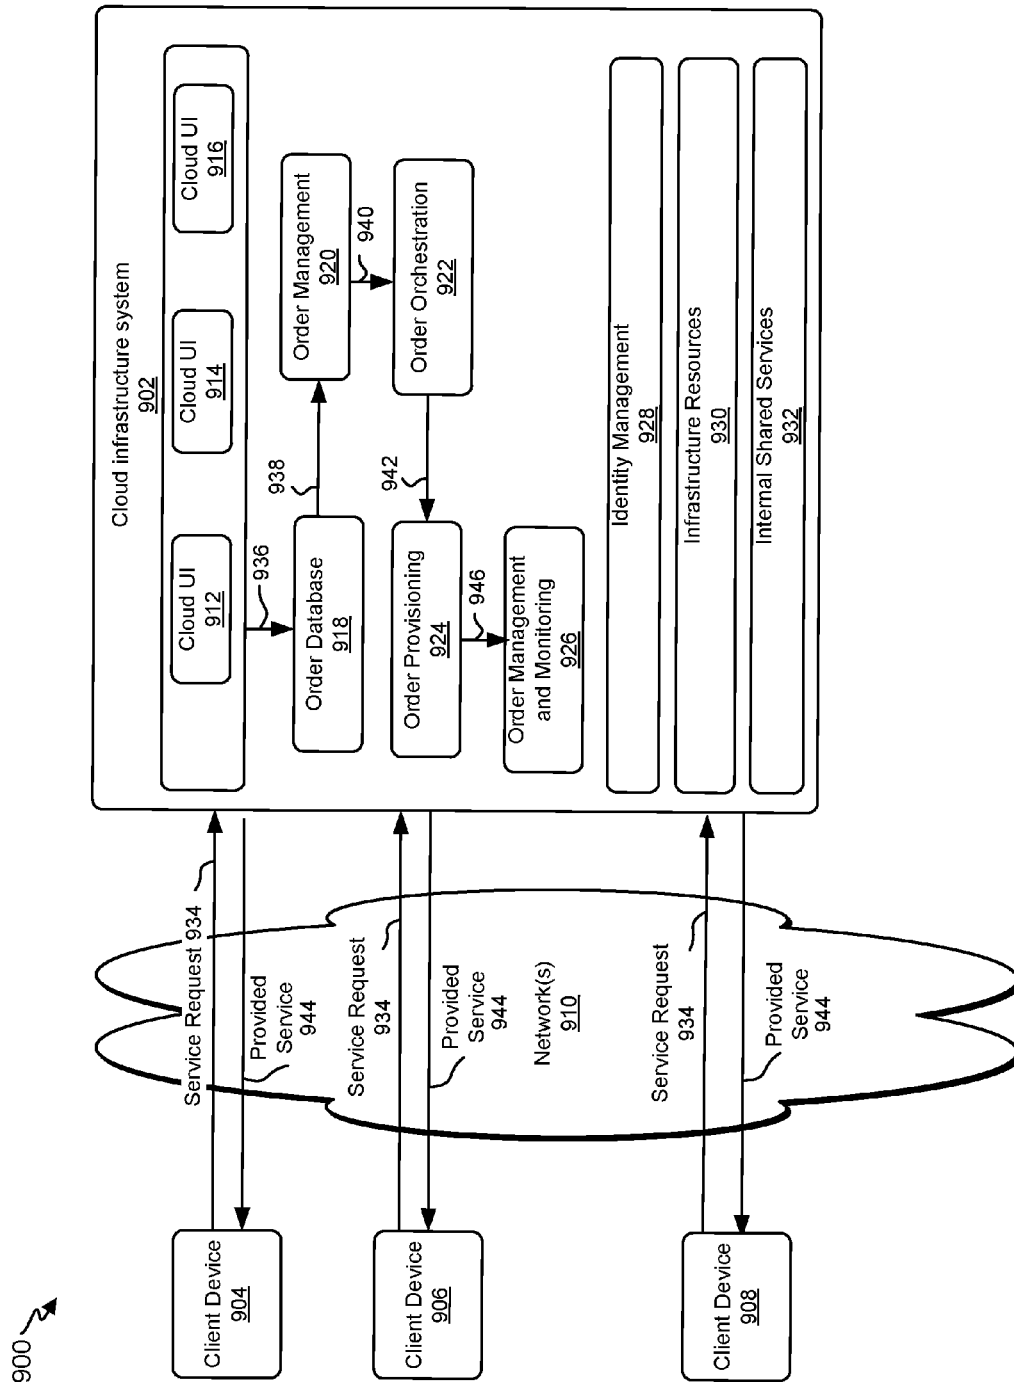 900
Client Device
904
Client Device
906
Client Device
908
Service Request 934
Provided
Service
944
Service Request
934
Provided
Service
944
Network(s)
910
Service Request
934
Provided
Service
944
Cloud infrastructure system
902
Cloud UI
912
Cloud UI
914
Cloud UI
916
936
Order Database
918
938
Order Management
920
940
Order Orchestration
922
942
Order Provisioning
924
946
Order Management
and Monitoring
926
Identity Management
928
Infrastructure Resources
930
Internal Shared Services
932